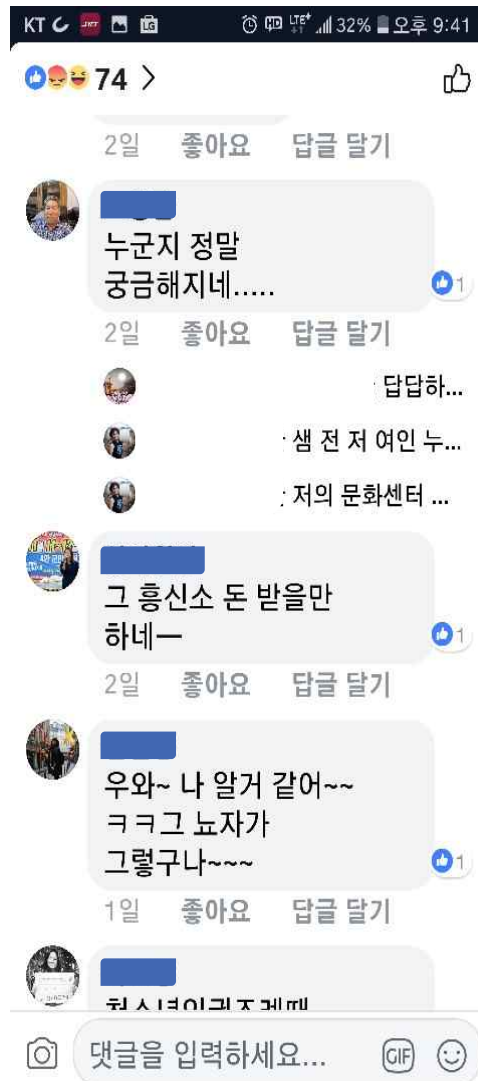 KT LG HD LTE+ 32% 오후 9:41
74 >
2일 좋아요 답글 달기
누군지 정말
궁금해지네.....
1
2일 좋아요 답글 달기
답답하...
샘 전 저 여인 누...
저의 문화센터 ...
그 흥신소 돈 받을만
하네ㅡ
1
2일 좋아요 답글 달기
우와~ 나 알거 같어~~
ㅋㅋ그 뇨자가
그렇구나~~~
1
1일 좋아요 답글 달기
댓글을 입력하세요... GIF